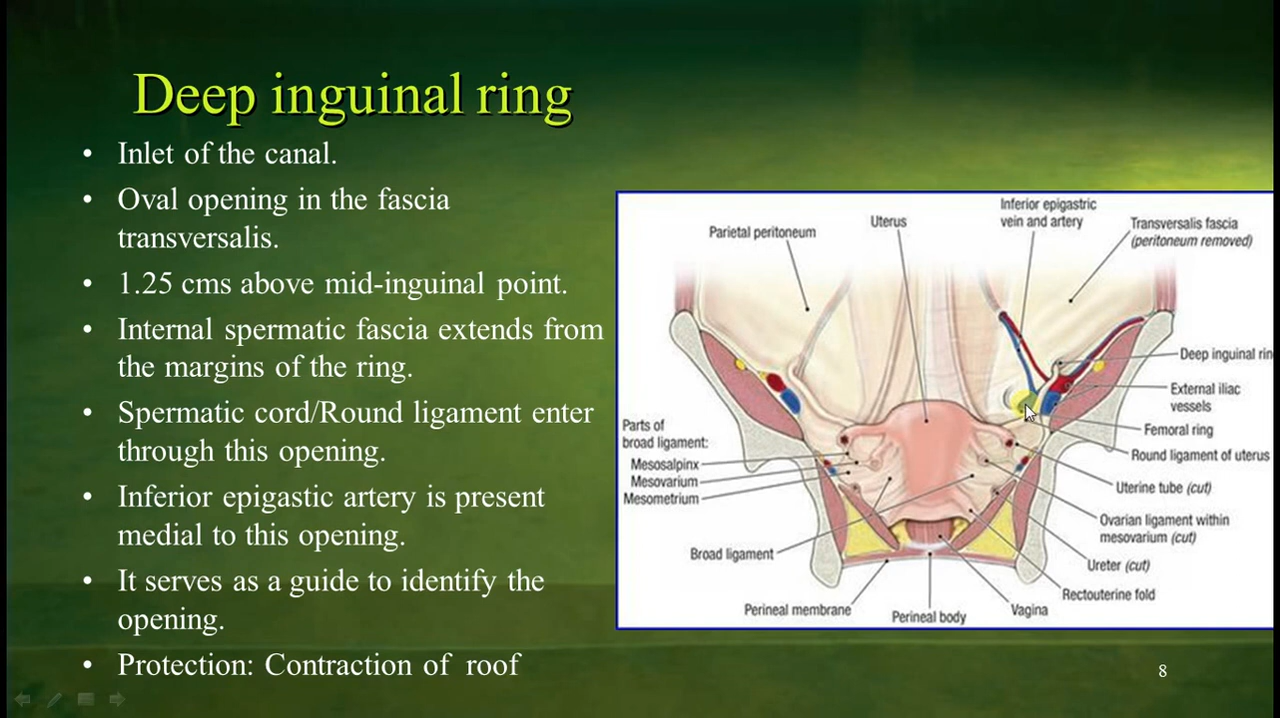 Deep inguinal ring
• Inlet of the canal.
• Oval opening in the fascia
transversalis.
• 1.25 cms above mid-inguinal point.
• Internal spermatic fascia extends from
the margins of the ring.
• Spermatic cord/Round ligament enter
through this opening.
• Inferior epigastic artery is present
medial to this opening.
• It serves as a guide to identify the
opening.
• Protection: Contraction of roof
Parietal peritoneum
Uterus
Inferior epigastric
vein and artery
Transversalis fascia
(peritoneum removed)
Deep inguinal rin
External iliac
vessels
Femoral ring
Round ligament of uterus
Uterine tube (cut)
Ovarian ligament within
mesovarium (cut)
Ureter (cut)
Rectouterine fold
Vagina
Perineal body
Perineal membrane
Broad ligament
Parts of
broad ligament:
Mesosalpinx
Mesovarium
Mesometrium
8